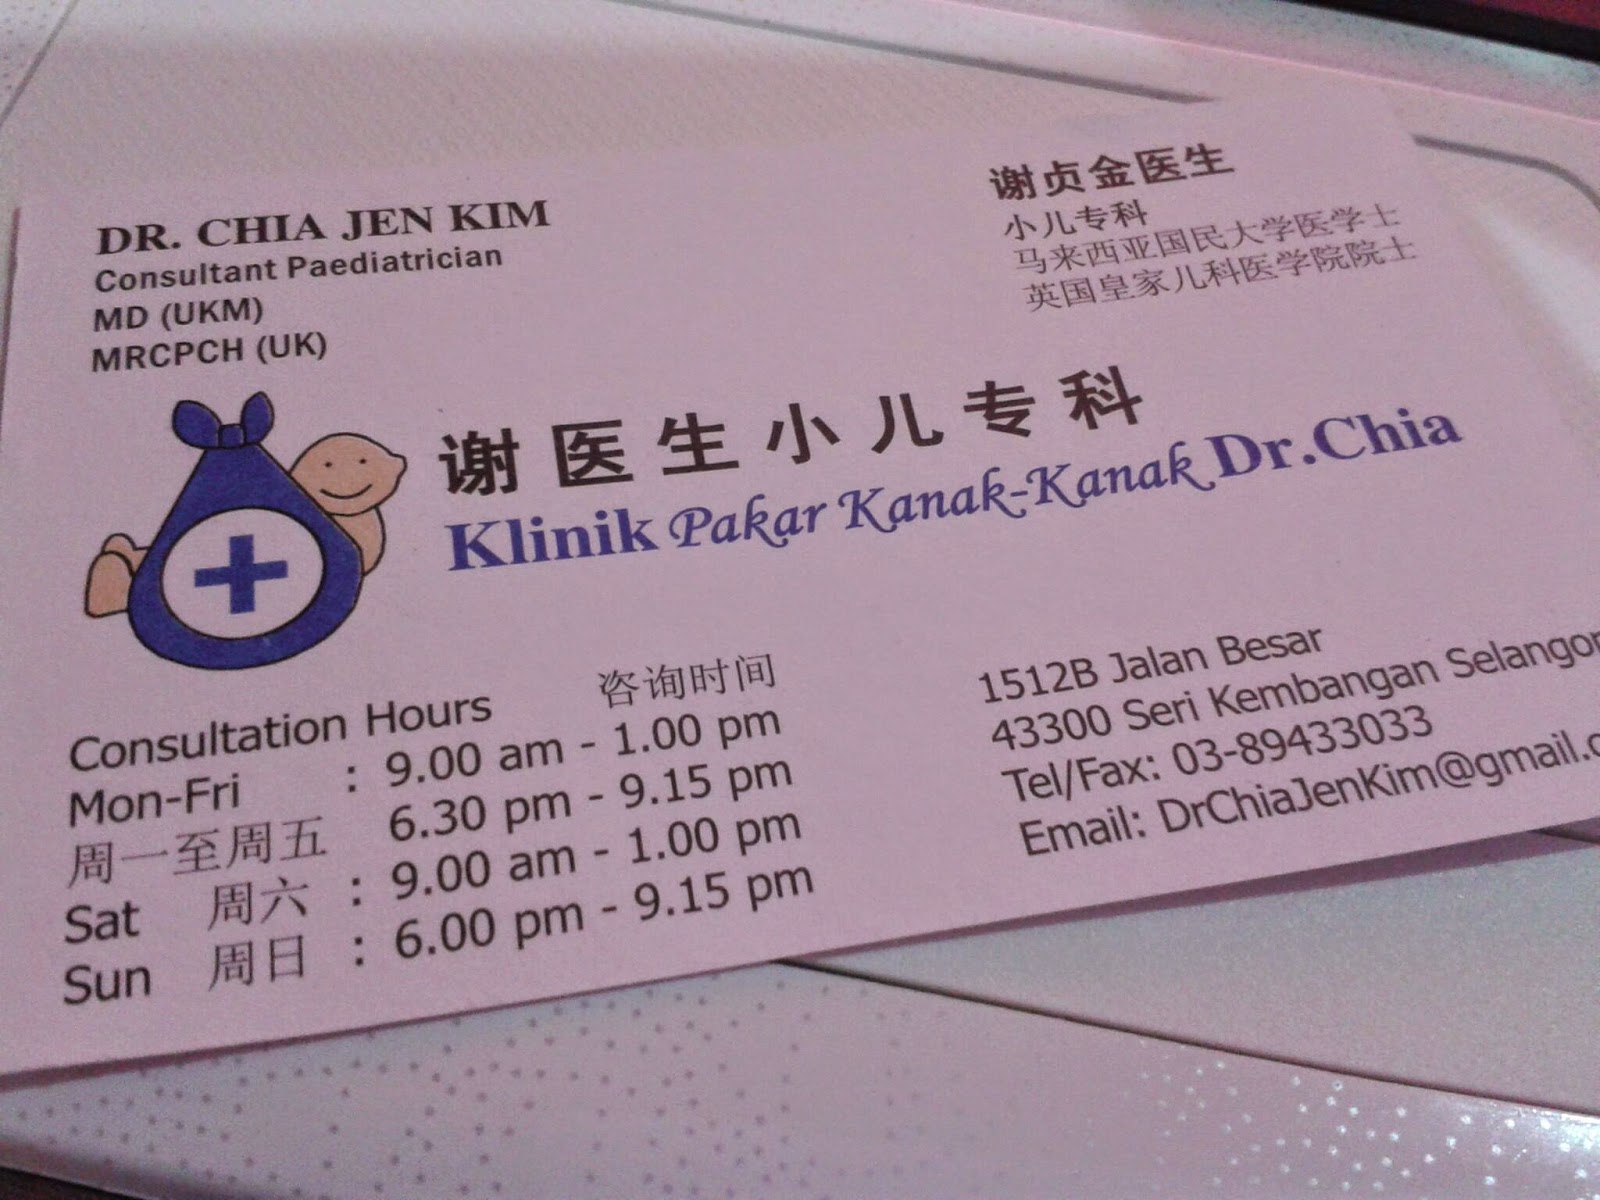 DR. CHIA JEN KIM
Consultant Paediatrician
MD (UKM)
MRCPCH (UK)
谢贞金医生
小儿专科
马来西亚国民大学医学士
英国皇家儿科医学院院士
谢医生小儿专科
Klinik Pakar Kanak-Kanak Dr.Chia
Consultation Hours 咨询时间
Mon-Fri : 9.00 am - 1.00 pm
周一至周五 6.30 pm - 9.15 pm
Sat 周六 : 9.00 am - 1.00 pm
Sun 周日 : 6.00 pm - 9.15 pm
1512B Jalan Besar
43300 Seri Kembangan Selangor
Tel/Fax: 03-89433033
Email: DrChiaJenKim@gmail.c